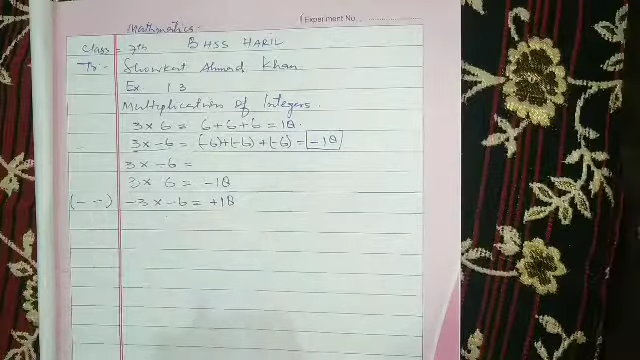 Mathematics.
Experiment No.
Class = 7th BHSS HARIL
Tr:- Showkat Ahmad Khan.
Ex 1.3
Multiplication of Integers.
3 x 6 = 6+6+6 = 18.
3 x -6 = (-6)+(-6)+(-6) = -18
3 x -6 =
3 x 6 = -18
(- -) -3 x -6 = +18